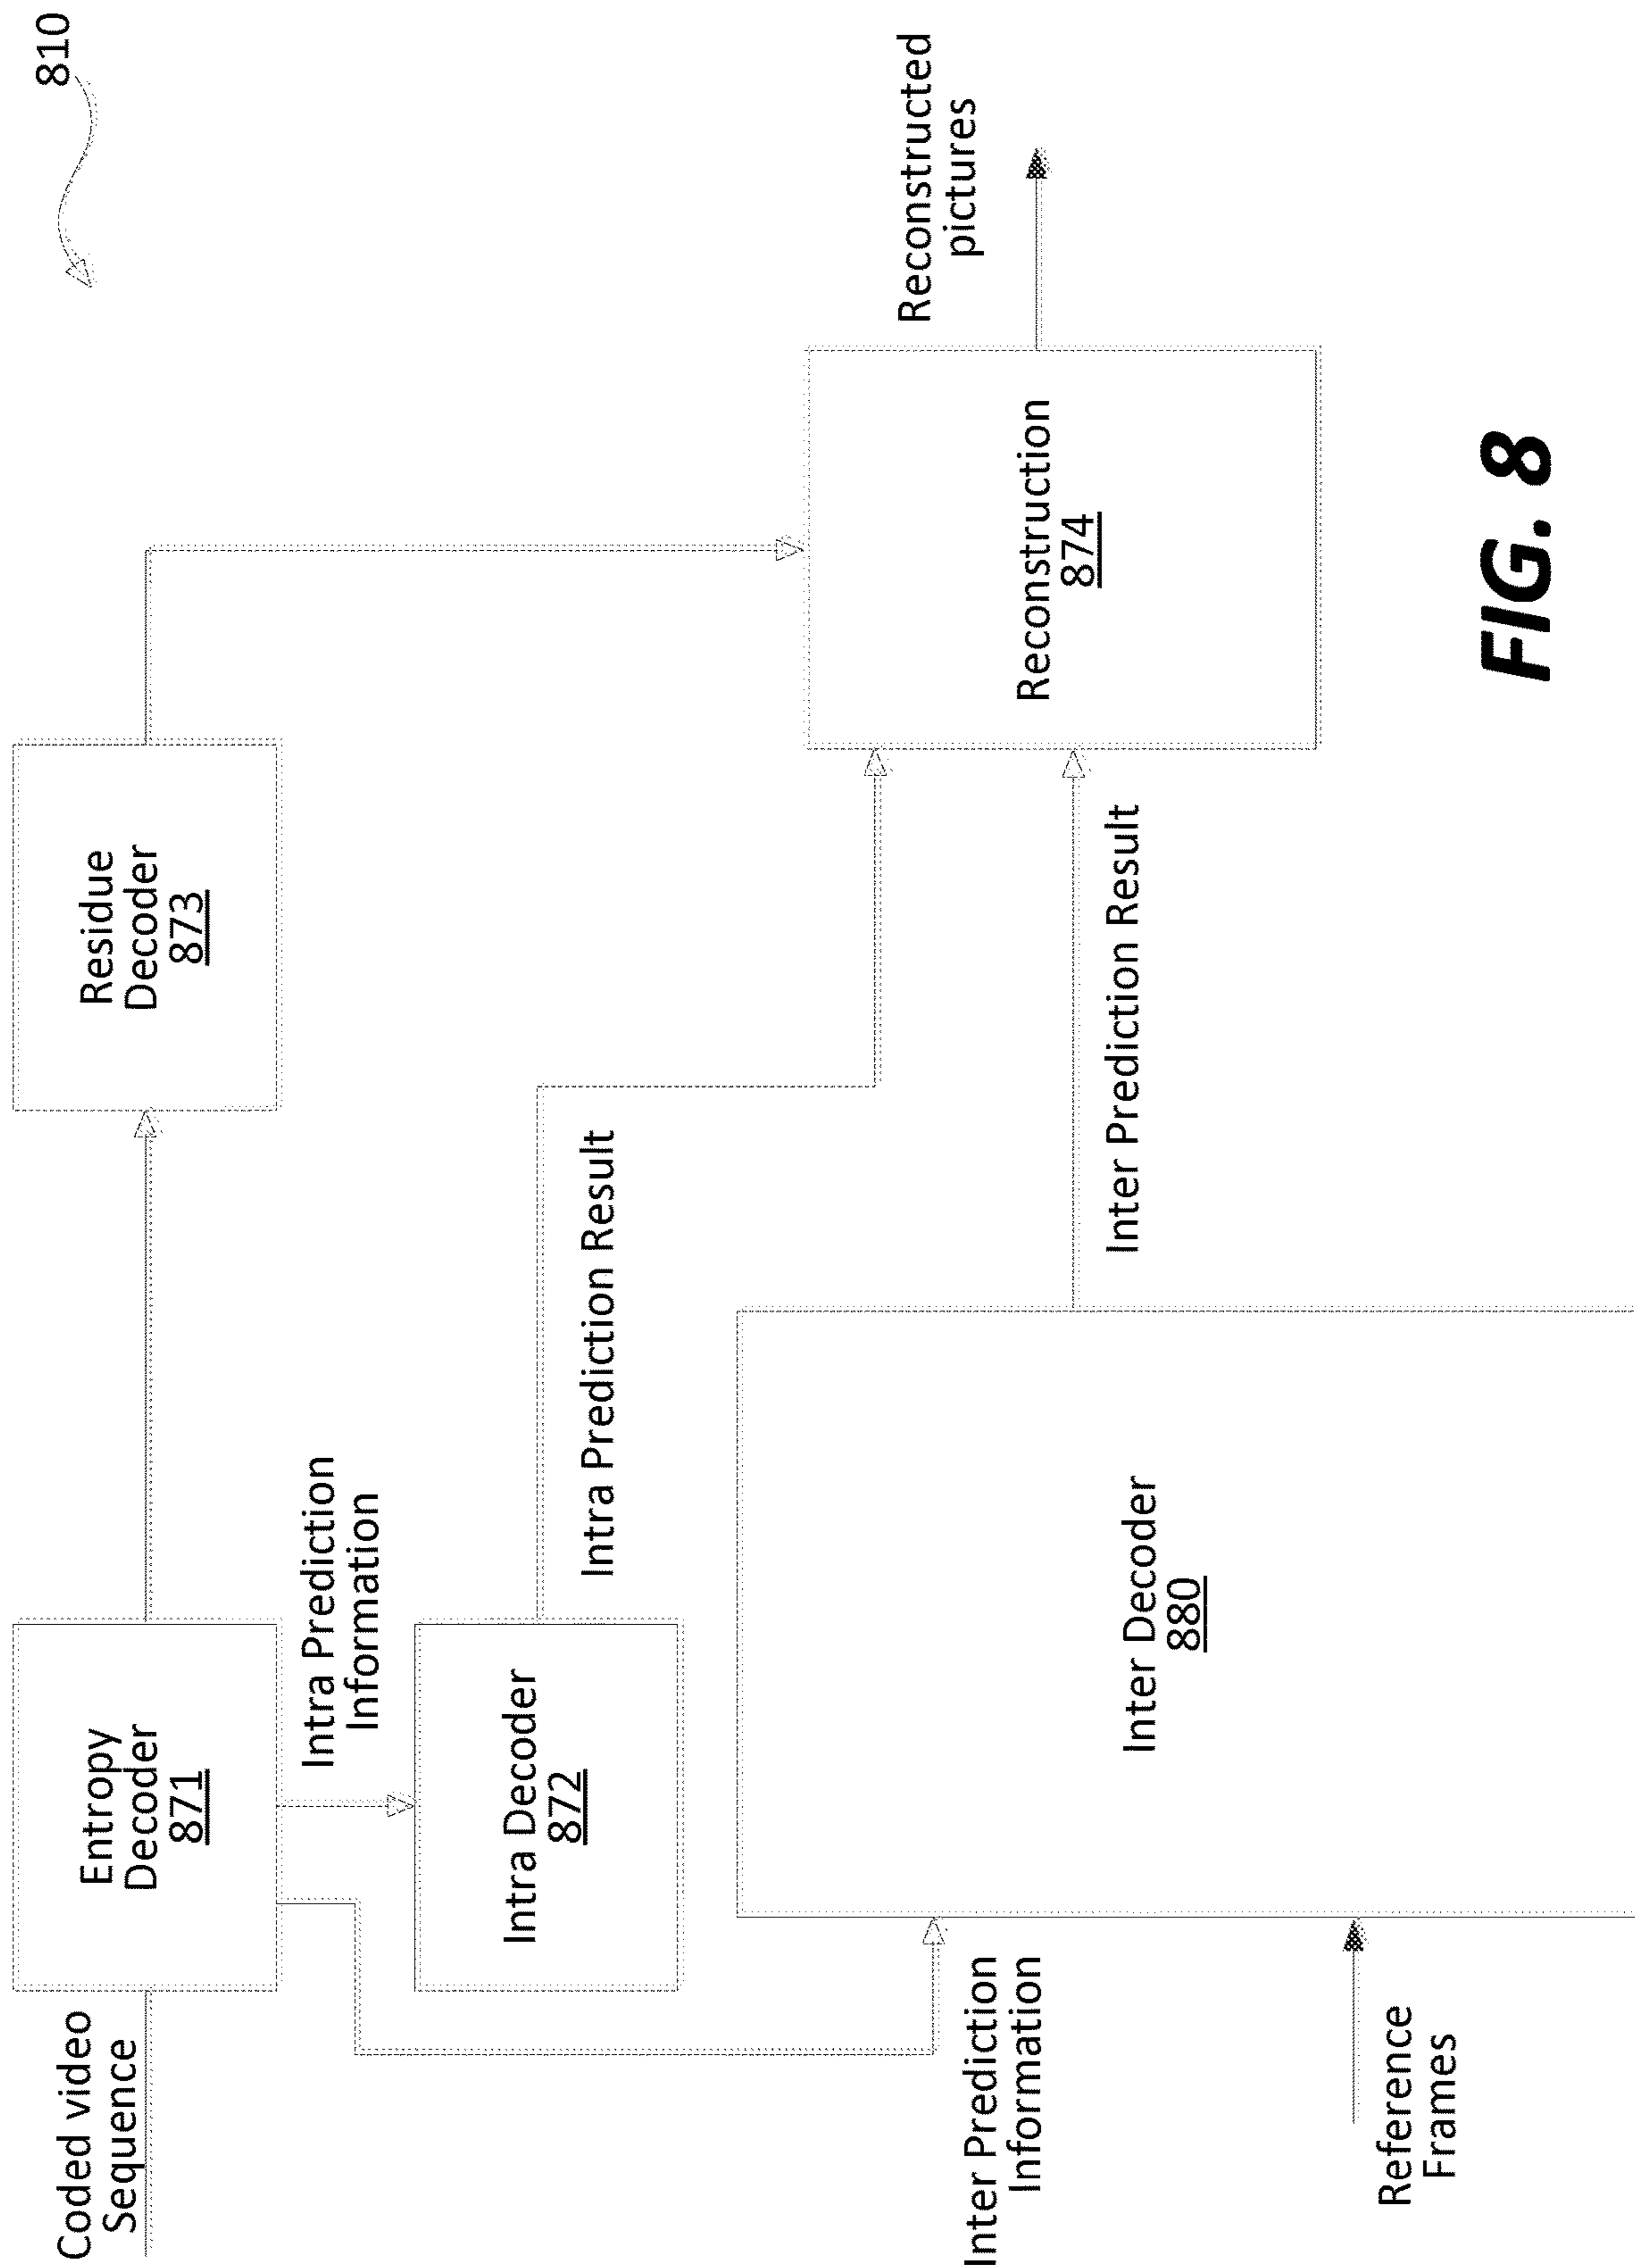 810
Coded video
Sequence
Entropy
Decoder
871
Residue
Decoder
873
Intra Prediction
Information
Intra Decoder
872
Intra Prediction Result
Reconstructed
pictures
Inter Prediction
Information
Inter Decoder
880
Inter Prediction Result
Reconstruction
874
Reference
Frames
FIG. 8